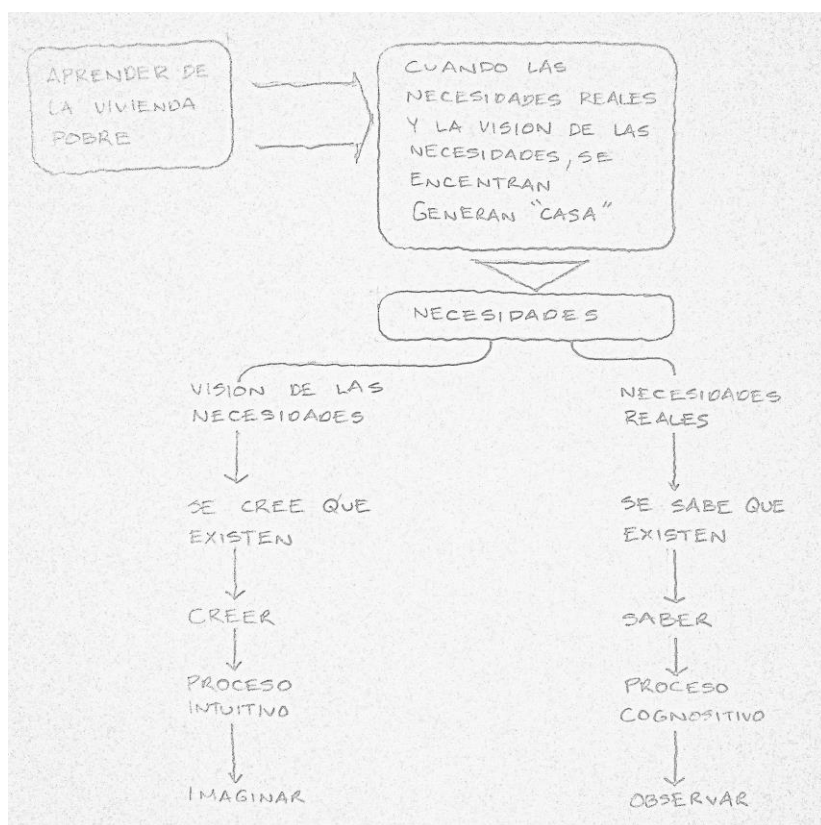 APRENDER DE
LA VIVIENDA
POBRE
CUANDO LAS
NECESIDADES REALES
Y LA VISION DE LAS
NECESIDADES, SE
ENCENTRAN
GENERAN "CASA"
NECESIDADES
VISION DE LAS
NECESIDADES
SE CREE QUE
EXISTEN
CREER
PROCESO
INTUITIVO
IMAGINAR
NECESIDADES
REALES
SE SABE QUE
EXISTEN
SABER
PROCESO
COGNOSITIVO
OBSERVAR